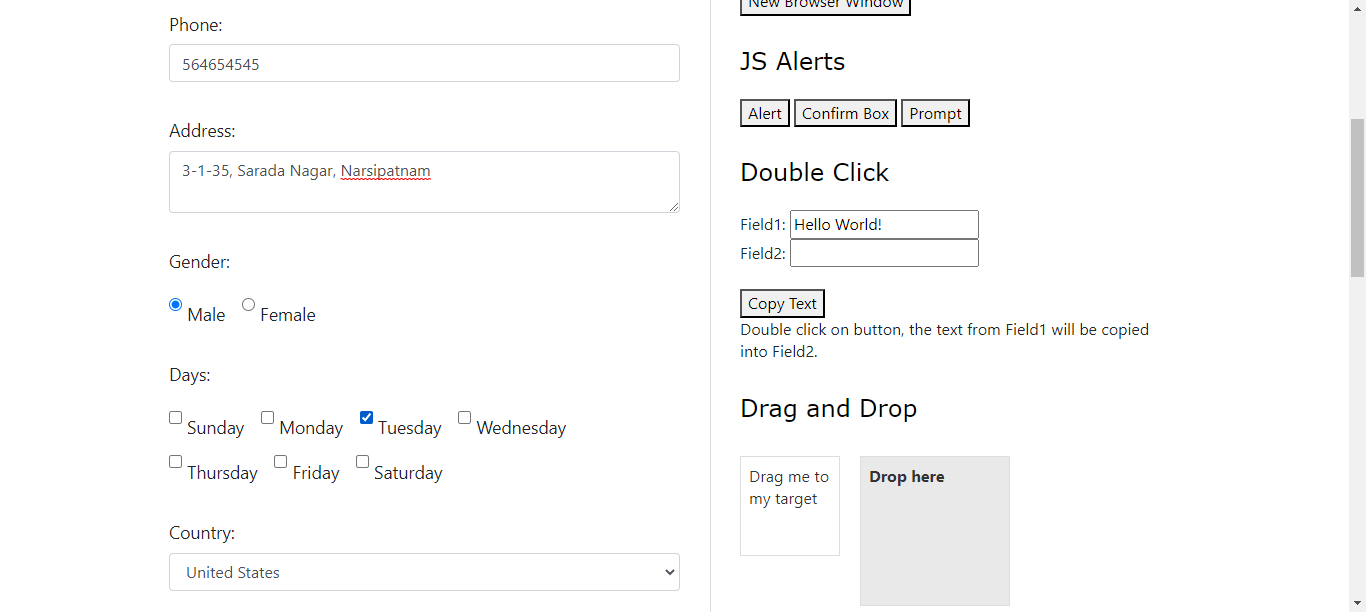 Phone:
564654545
Address:
3-1-35, Sarada Nagar, Narsipatnam
Gender:
Male Female
Days:
Sunday Monday Tuesday Wednesday
Thursday Friday Saturday
Country:
United States
New Browser Window
JS Alerts
Alert Confirm Box Prompt
Double Click
Field1: Hello World!
Field2:
Copy Text
Double click on button, the text from Field1 will be copied
into Field2.
Drag and Drop
Drag me to
my target
Drop here